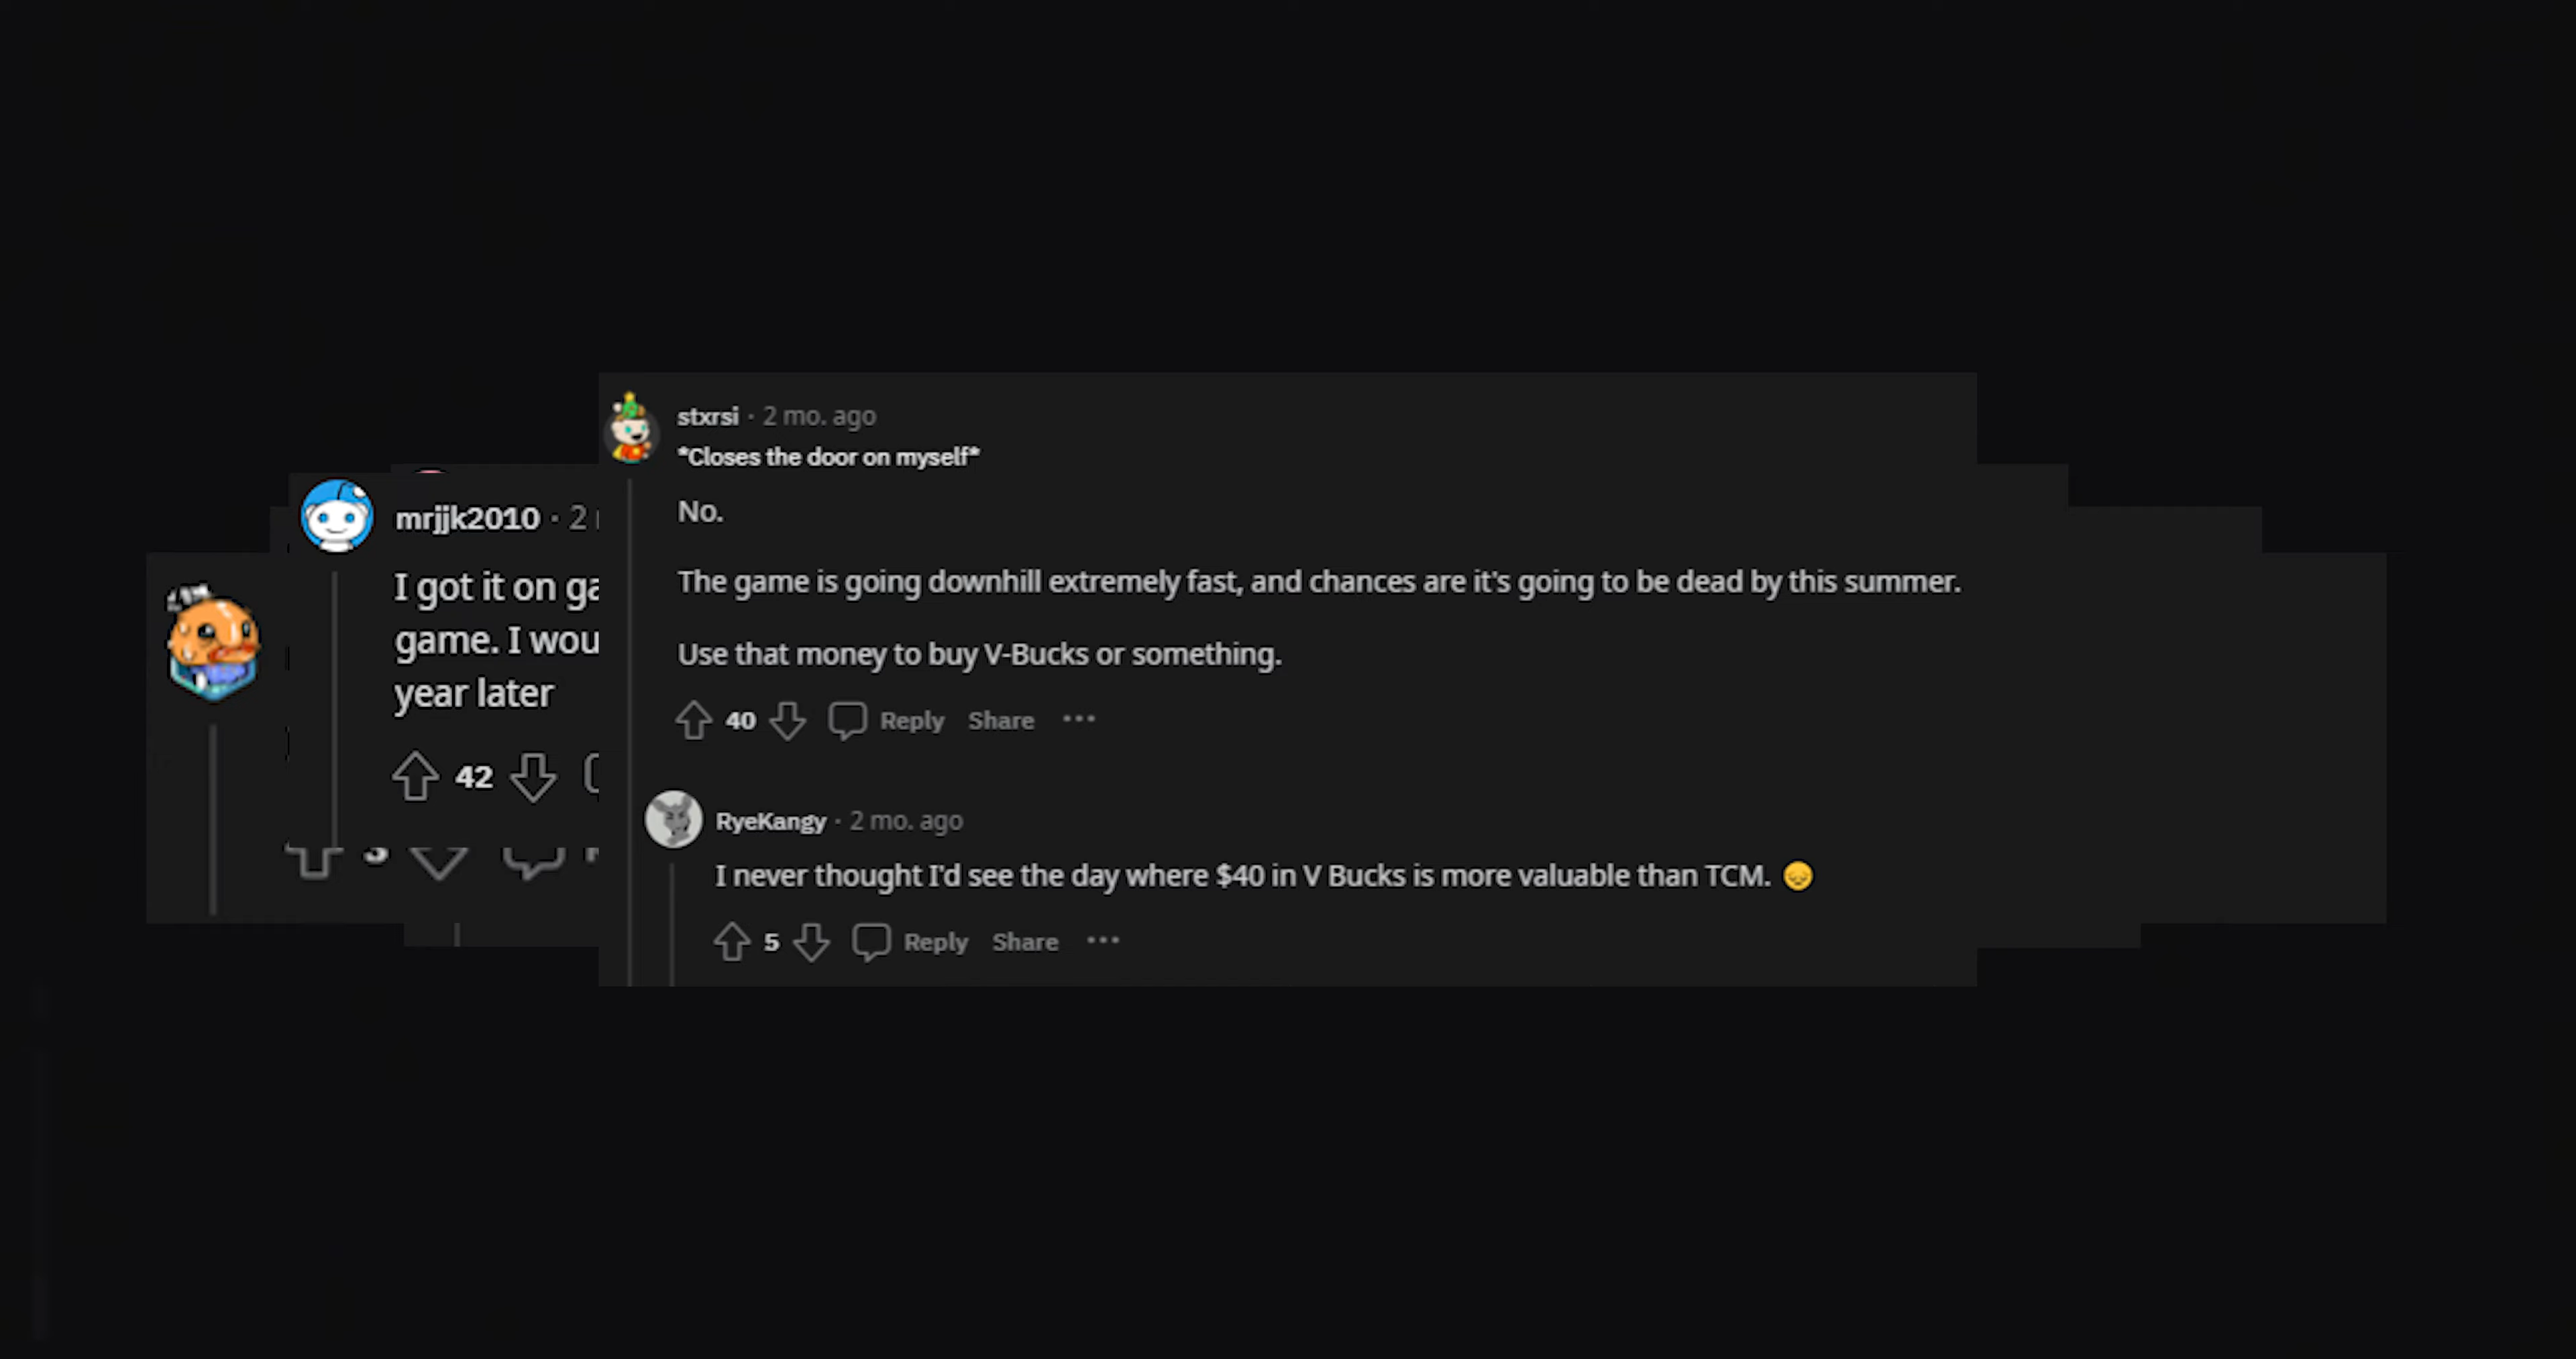 stxrsi · 2 mo. ago
*Closes the door on myself*
No.
The game is going downhill extremely fast, and chances are it's going to be dead by this summer.
Use that money to buy V-Bucks or something.
40 Reply Share ···
RyeKangy · 2 mo. ago
I never thought I'd see the day where $40 in V Bucks is more valuable than TCM. 😔
5 Reply Share ···
mrjjk2010 · 2
I got it on
game. I
year later
42